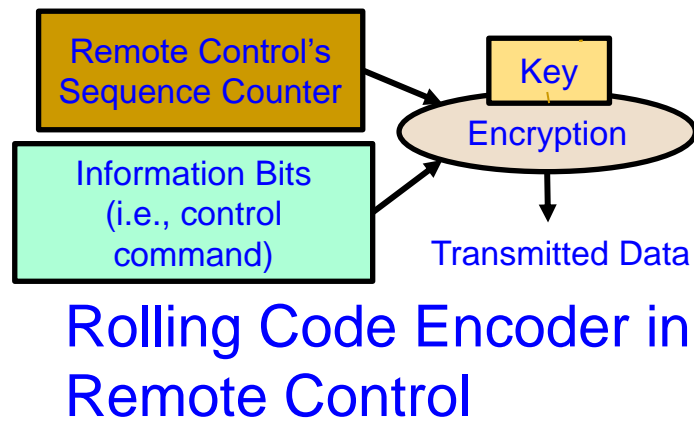 Remote Control's
Sequence Counter
Key
Encryption
Information Bits
(i.e., control
command)
Transmitted Data
Rolling Code Encoder in
Remote Control